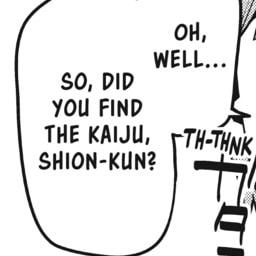 OH,
WELL...
SO, DID
YOU FIND
THE KAIJU,
SHION-KUN?
TH-THNK